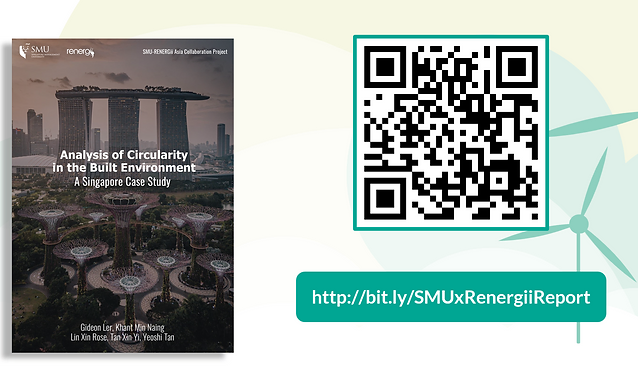 SMU
renergii
SMU-RENERGii Asia Collaboration Project
Analysis of Circularity
in the Built Environment
A Singapore Case Study
Gideon Ler, Khant Min Naing
Lin Xin Rose, Tan Xin Yi, Yeoshi Tan
http://bit.ly/SMUxRenergiiReport